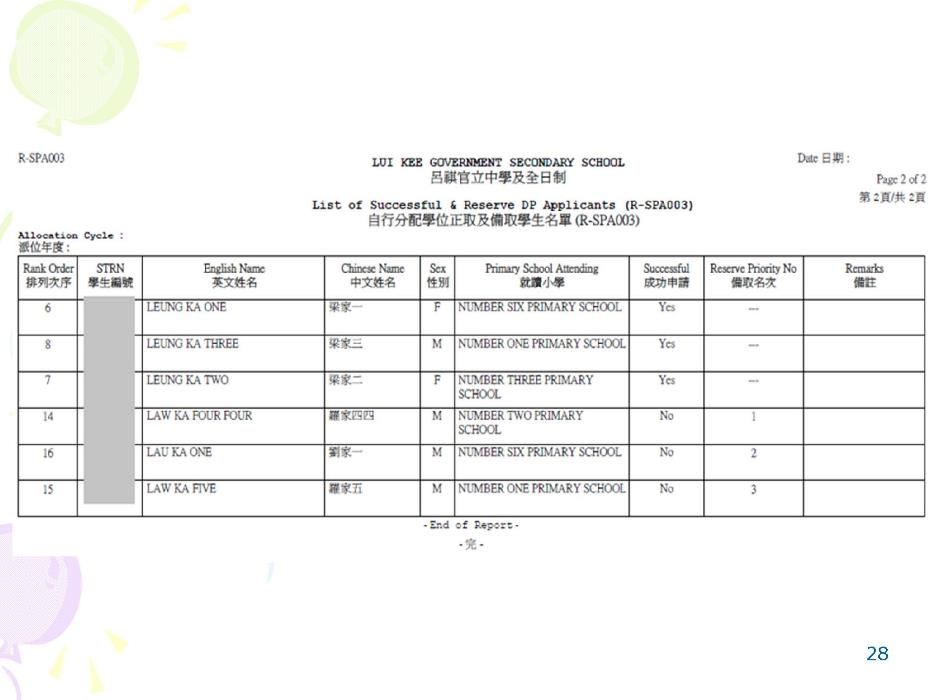 R-SPA003
LUI KEE GOVERNMENT SECONDARY SCHOOL
Date 日期 :
呂祺官立中學及全日制
Page 2 of 2
第 2頁/共 2頁
List of Successful & Reserve DP Applicants (R-SPA003)
自行分配學位正取及備取學生名單 (R-SPA003)
Allocation Cycle :
派位年度 :
Rank Order STRN English Name Chinese Name Sex Primary School Attending Successful Reserve Priority No Remarks
排列次序 學生編號 英文姓名 中文姓名 性別 就讀小學 成功申請 備取名次 備註
6 LEUNG KA ONE 梁家一 F NUMBER SIX PRIMARY SCHOOL Yes ---
8 LEUNG KA THREE 梁家三 M NUMBER ONE PRIMARY SCHOOL Yes ---
7 LEUNG KA TWO 梁家二 F NUMBER THREE PRIMARY Yes ---
SCHOOL
14 LAW KA FOUR FOUR 羅家四四 M NUMBER TWO PRIMARY No 1
SCHOOL
16 LAU KA ONE 劉家一 M NUMBER SIX PRIMARY SCHOOL No 2
15 LAW KA FIVE 羅家五 M NUMBER ONE PRIMARY SCHOOL No 3
-End of Report-
-完-
28